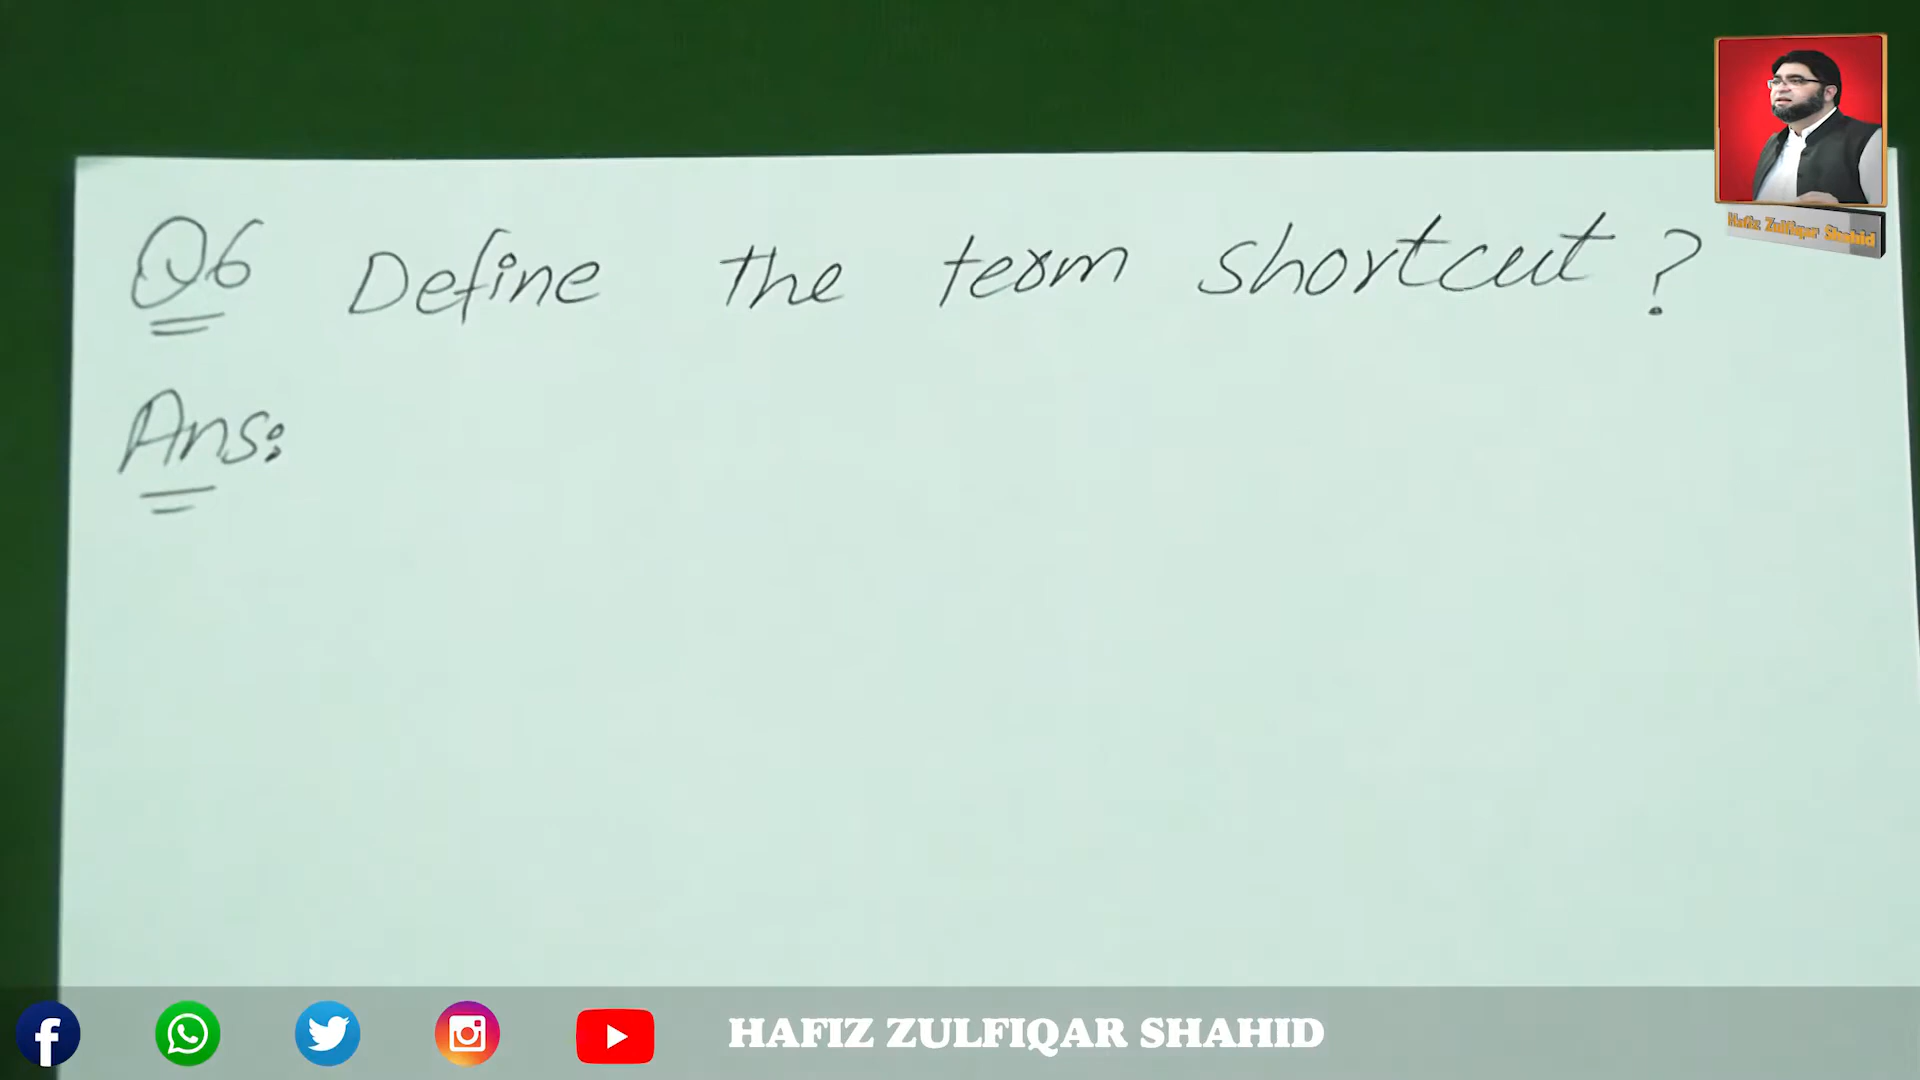 Q6 Define the term shortcut ?
Ans:
Hafiz Zulfiqar Shahid
HAFIZ ZULFIQAR SHAHID